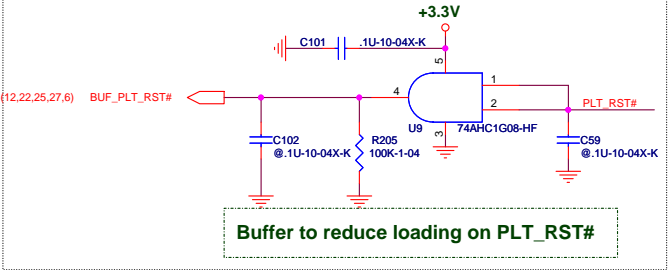 +3.3V
C101 .1U-10-04X-K
5
(12,22,25,27,6) BUF_PLT_RST#
4
1
2
PLT_RST#
U9
3
74AHC1G08-HF
C102
@.1U-10-04X-K
R205
100K-1-04
C59
@.1U-10-04X-K
Buffer to reduce loading on PLT_RST#